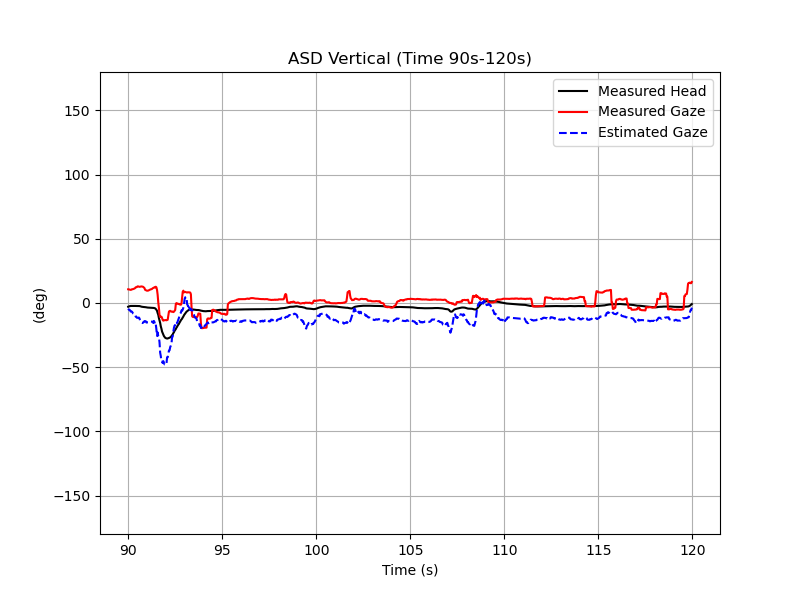 ASD Vertical (Time 90s-120s)
Measured Head
Measured Gaze
Estimated Gaze
150
100
50
0
−50
−100
−150
(deg)
90 95 100 105 110 115 120
Time (s)